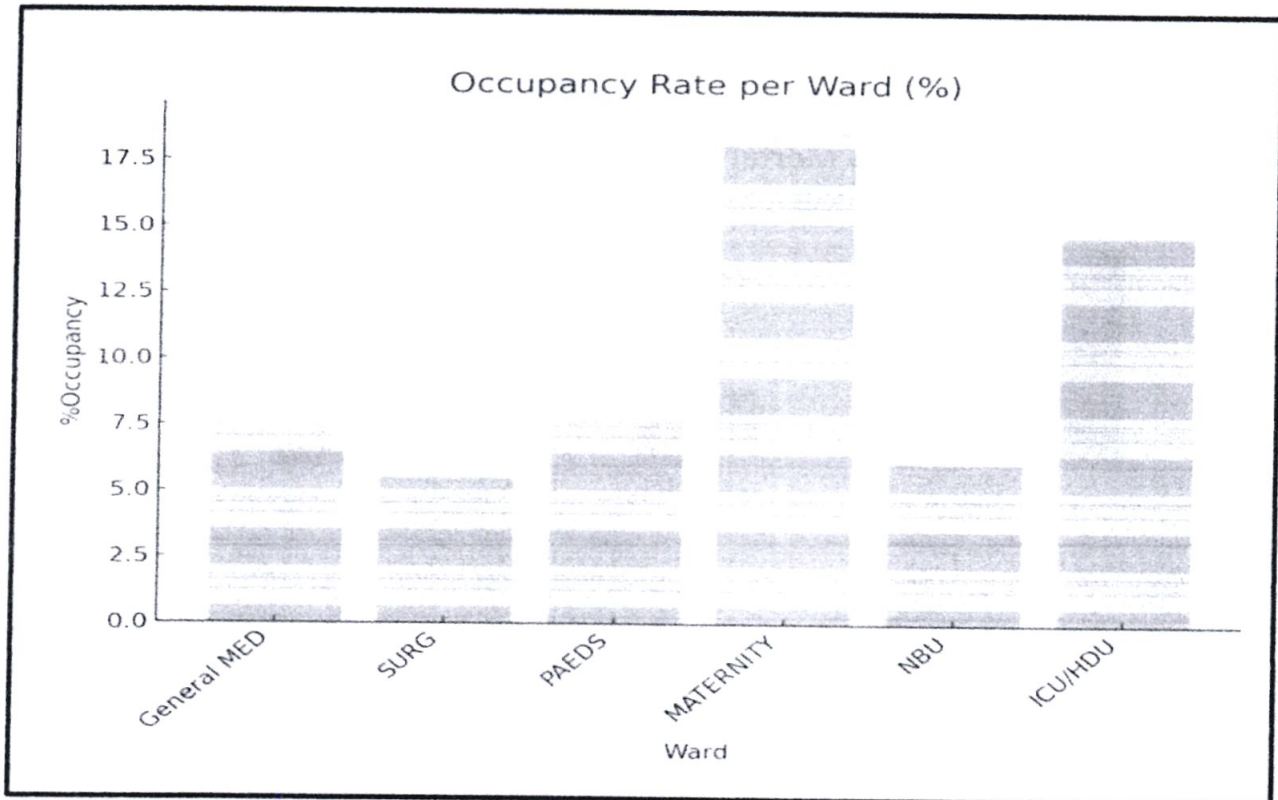 Occupancy Rate per Ward (%)
17.5
15.0
12.5
10.0
7.5
5.0
2.5
0.0
%Occupancy
General MED
SURG
PAEDS
MATERNITY
NBU
ICU/HDU
Ward